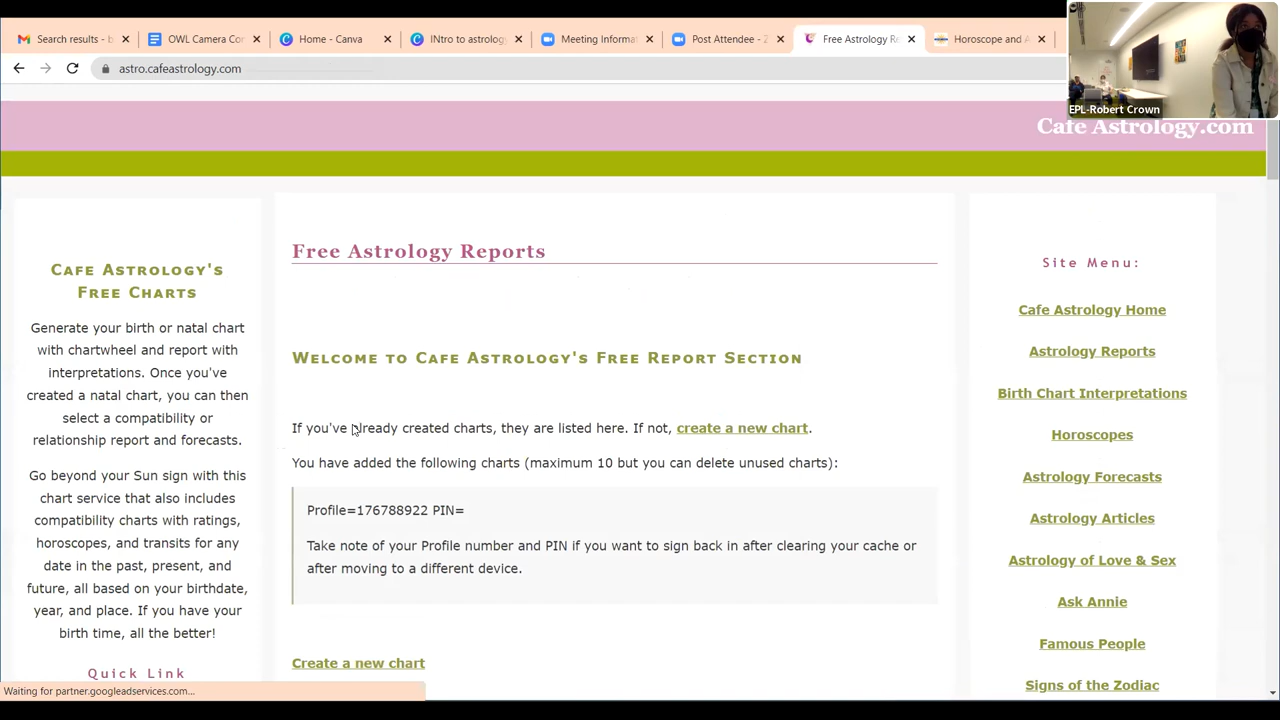 Search results - b
OWL Camera Cor
Home - Canva
INtro to astrology
Meeting Informa
Post Attendee - Z
Free Astrology Re
Horoscope and A
astro.cafeastrology.com
EPL-Robert Crown
Cafe Astrology.com
Cafe Astrology's
Free Charts
Generate your birth or natal chart
with chartwheel and report with
interpretations. Once you've
created a natal chart, you can then
select a compatibility or
relationship report and forecasts.
Go beyond your Sun sign with this
chart service that also includes
compatibility charts with ratings,
horoscopes, and transits for any
date in the past, present, and
future, all based on your birthdate,
year, and place. If you have your
birth time, all the better!
Quick Link
Free Astrology Reports
Welcome to Cafe Astrology's Free Report Section
If you've already created charts, they are listed here. If not, create a new chart.
You have added the following charts (maximum 10 but you can delete unused charts):
Profile=176788922 PIN=
Take note of your Profile number and PIN if you want to sign back in after clearing your cache or
after moving to a different device.
Create a new chart
Site Menu:
Cafe Astrology Home
Astrology Reports
Birth Chart Interpretations
Horoscopes
Astrology Forecasts
Astrology Articles
Astrology of Love & Sex
Ask Annie
Famous People
Signs of the Zodiac
Waiting for partner.googleadservices.com...